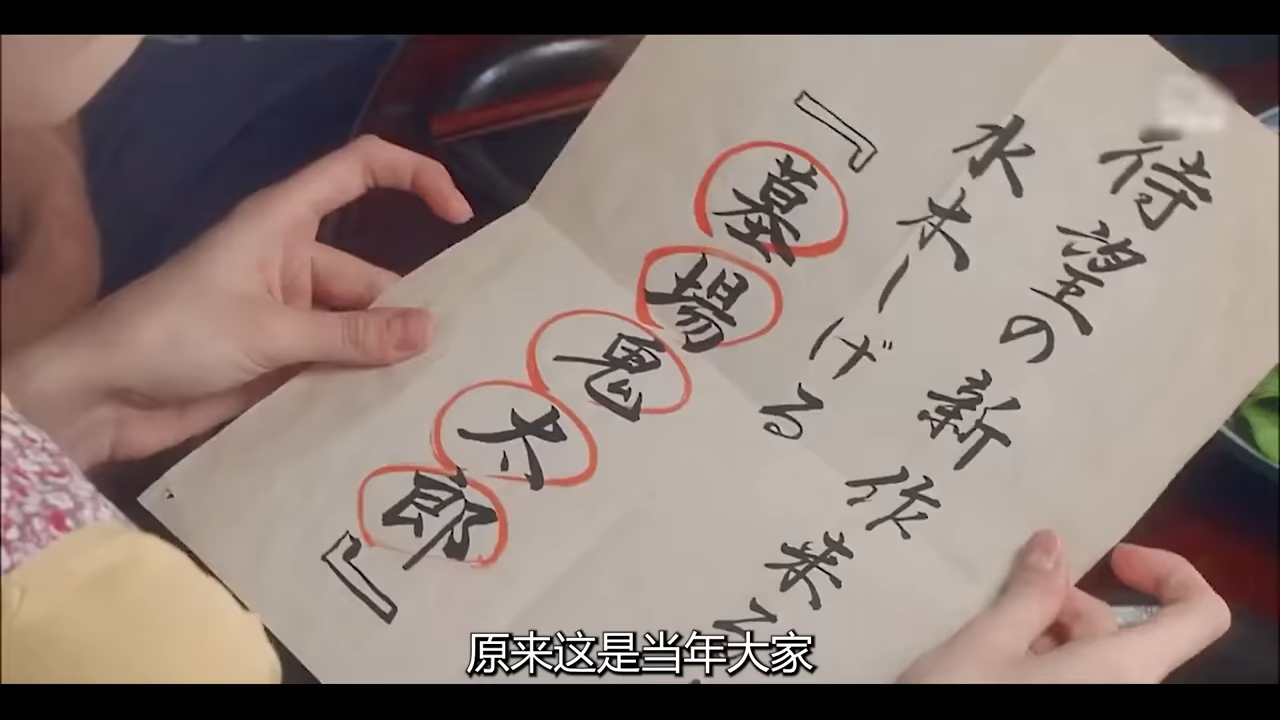 待望の新作来る
水木しげる
『墓場鬼太郎』
原来这是当年大家